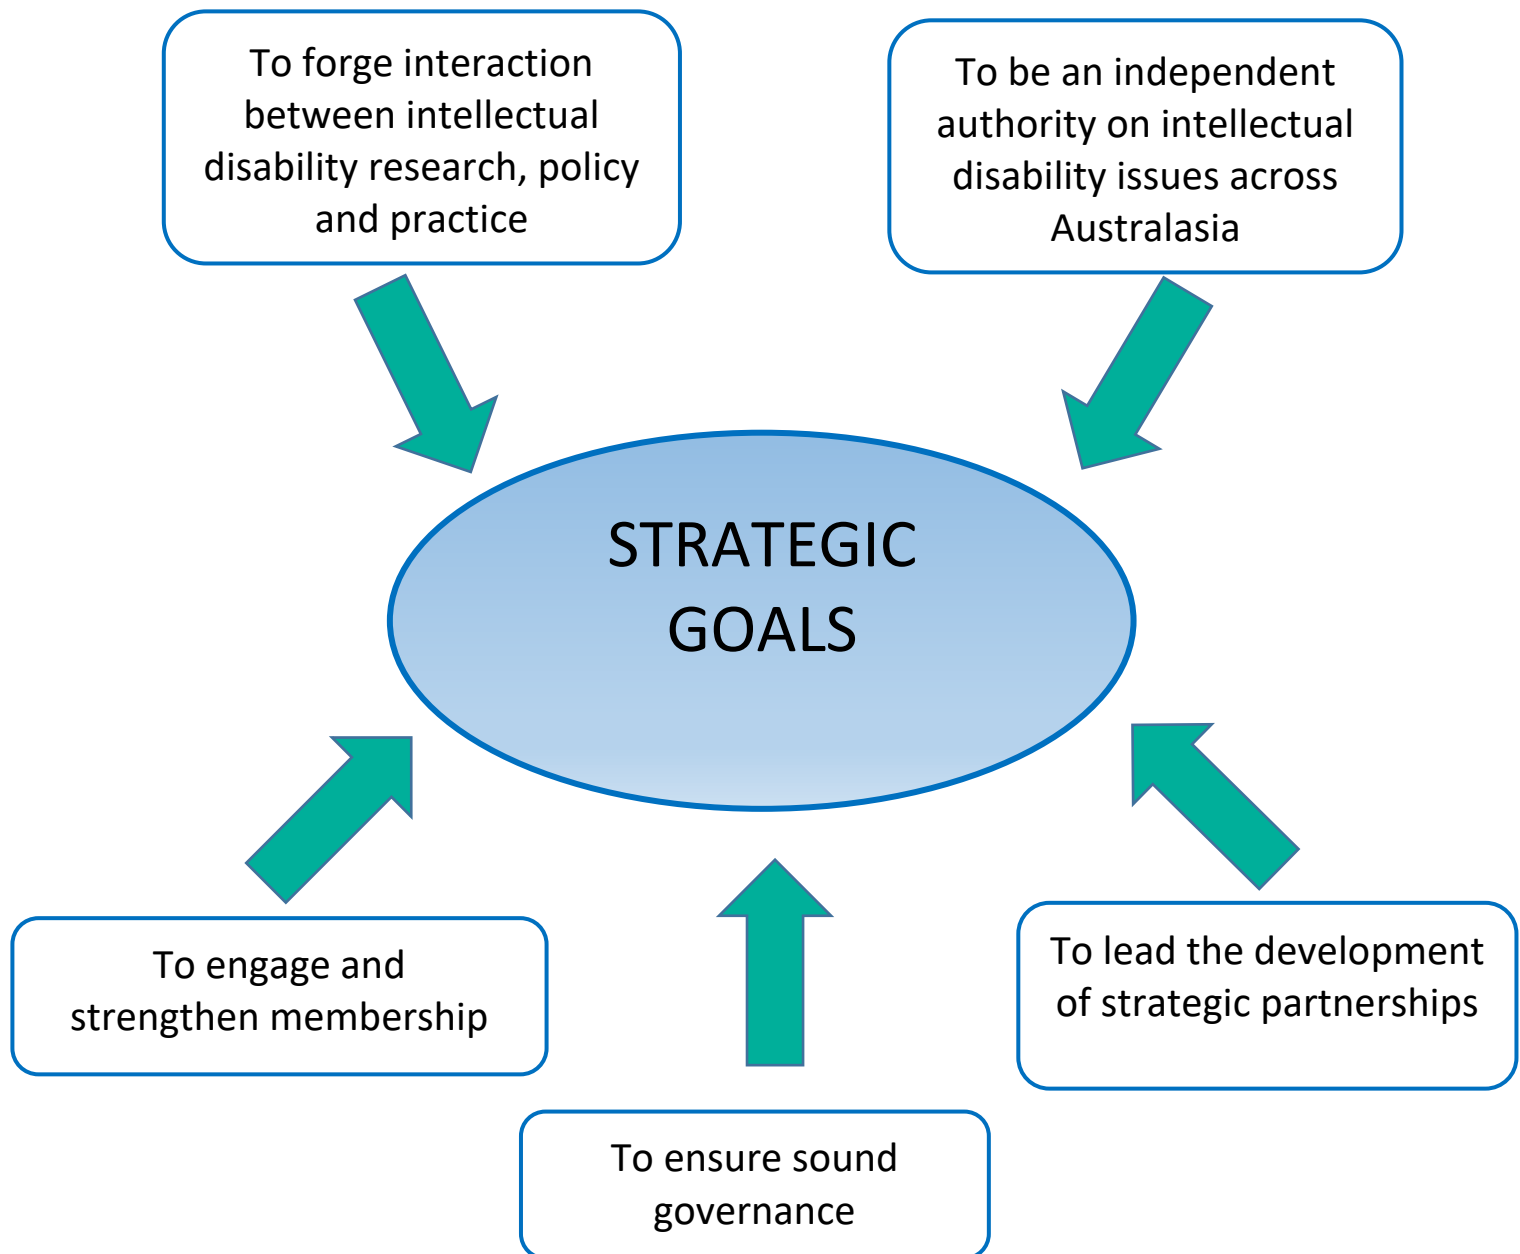 To forge interaction
between intellectual
disability research, policy
and practice
To be an independent
authority on intellectual
disability issues across
Australasia
STRATEGIC
GOALS
To engage and
strengthen membership
To lead the development
of strategic partnerships
To ensure sound
governance